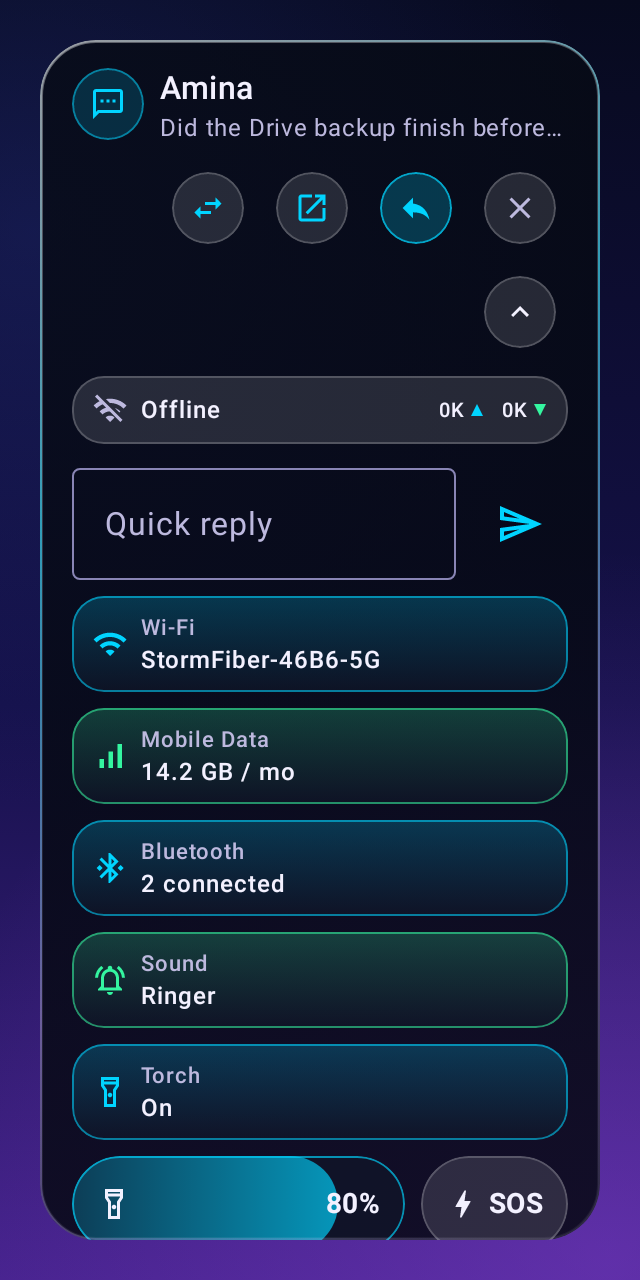 Amina
Did the Drive backup finish before…
Offline
0K 0K
Quick reply
Wi-Fi
StormFiber-46B6-5G
Mobile Data
14.2 GB / mo
Bluetooth
2 connected
Sound
Ringer
Torch
On
80%
SOS